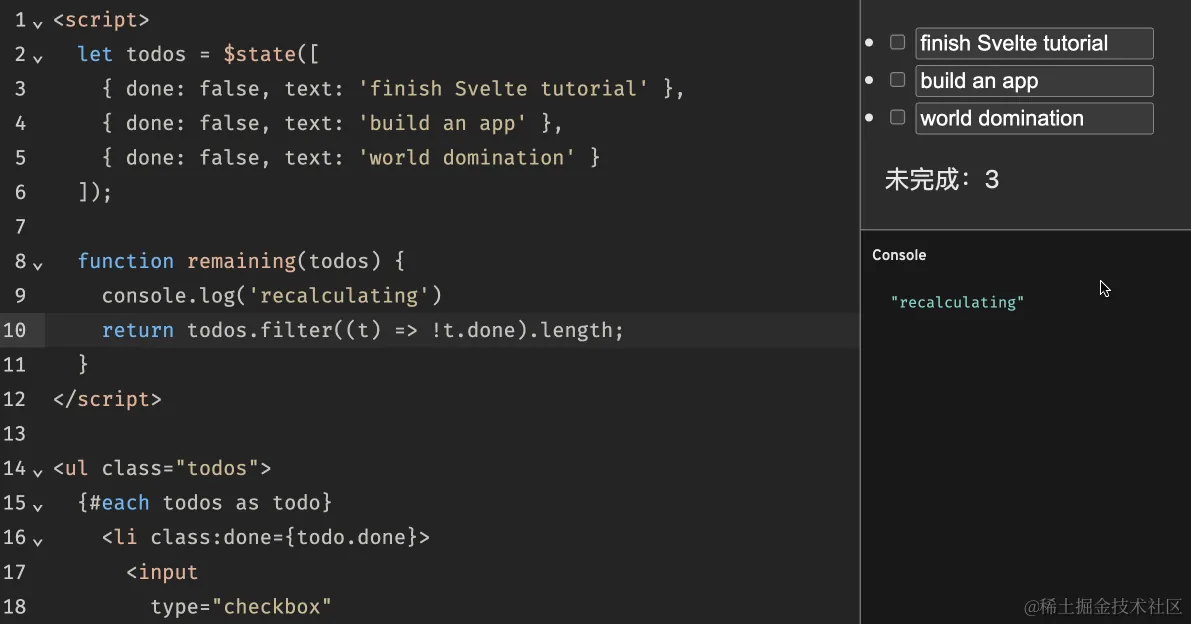 1 <script>
2 let todos = $state([
3 { done: false, text: 'finish Svelte tutorial' },
4 { done: false, text: 'build an app' },
5 { done: false, text: 'world domination' }
6 ]);
7
8 function remaining(todos) {
9 console.log('recalculating')
10 return todos.filter((t) => !t.done).length;
11 }
12 </script>
13
14 <ul class="todos">
15 {#each todos as todo}
16 <li class:done={todo.done}>
17 <input
18 type="checkbox"
finish Svelte tutorial
build an app
world domination
未完成：3
Console
"recalculating"
@稀土掘金技术社区